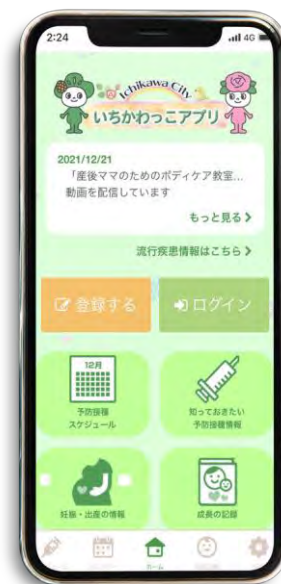 2:24
4G
Ichikawa City
いちかわっこアプリ
2021/12/21
「産後ママのためのボディケア教室...
動画を配信しています
もっと見る
流行疾患情報はこちら
登録する
ログイン
12月
予防接種
スケジュール
知っておきたい
予防接種情報
妊娠・出産の情報
成長の記録
ホーム